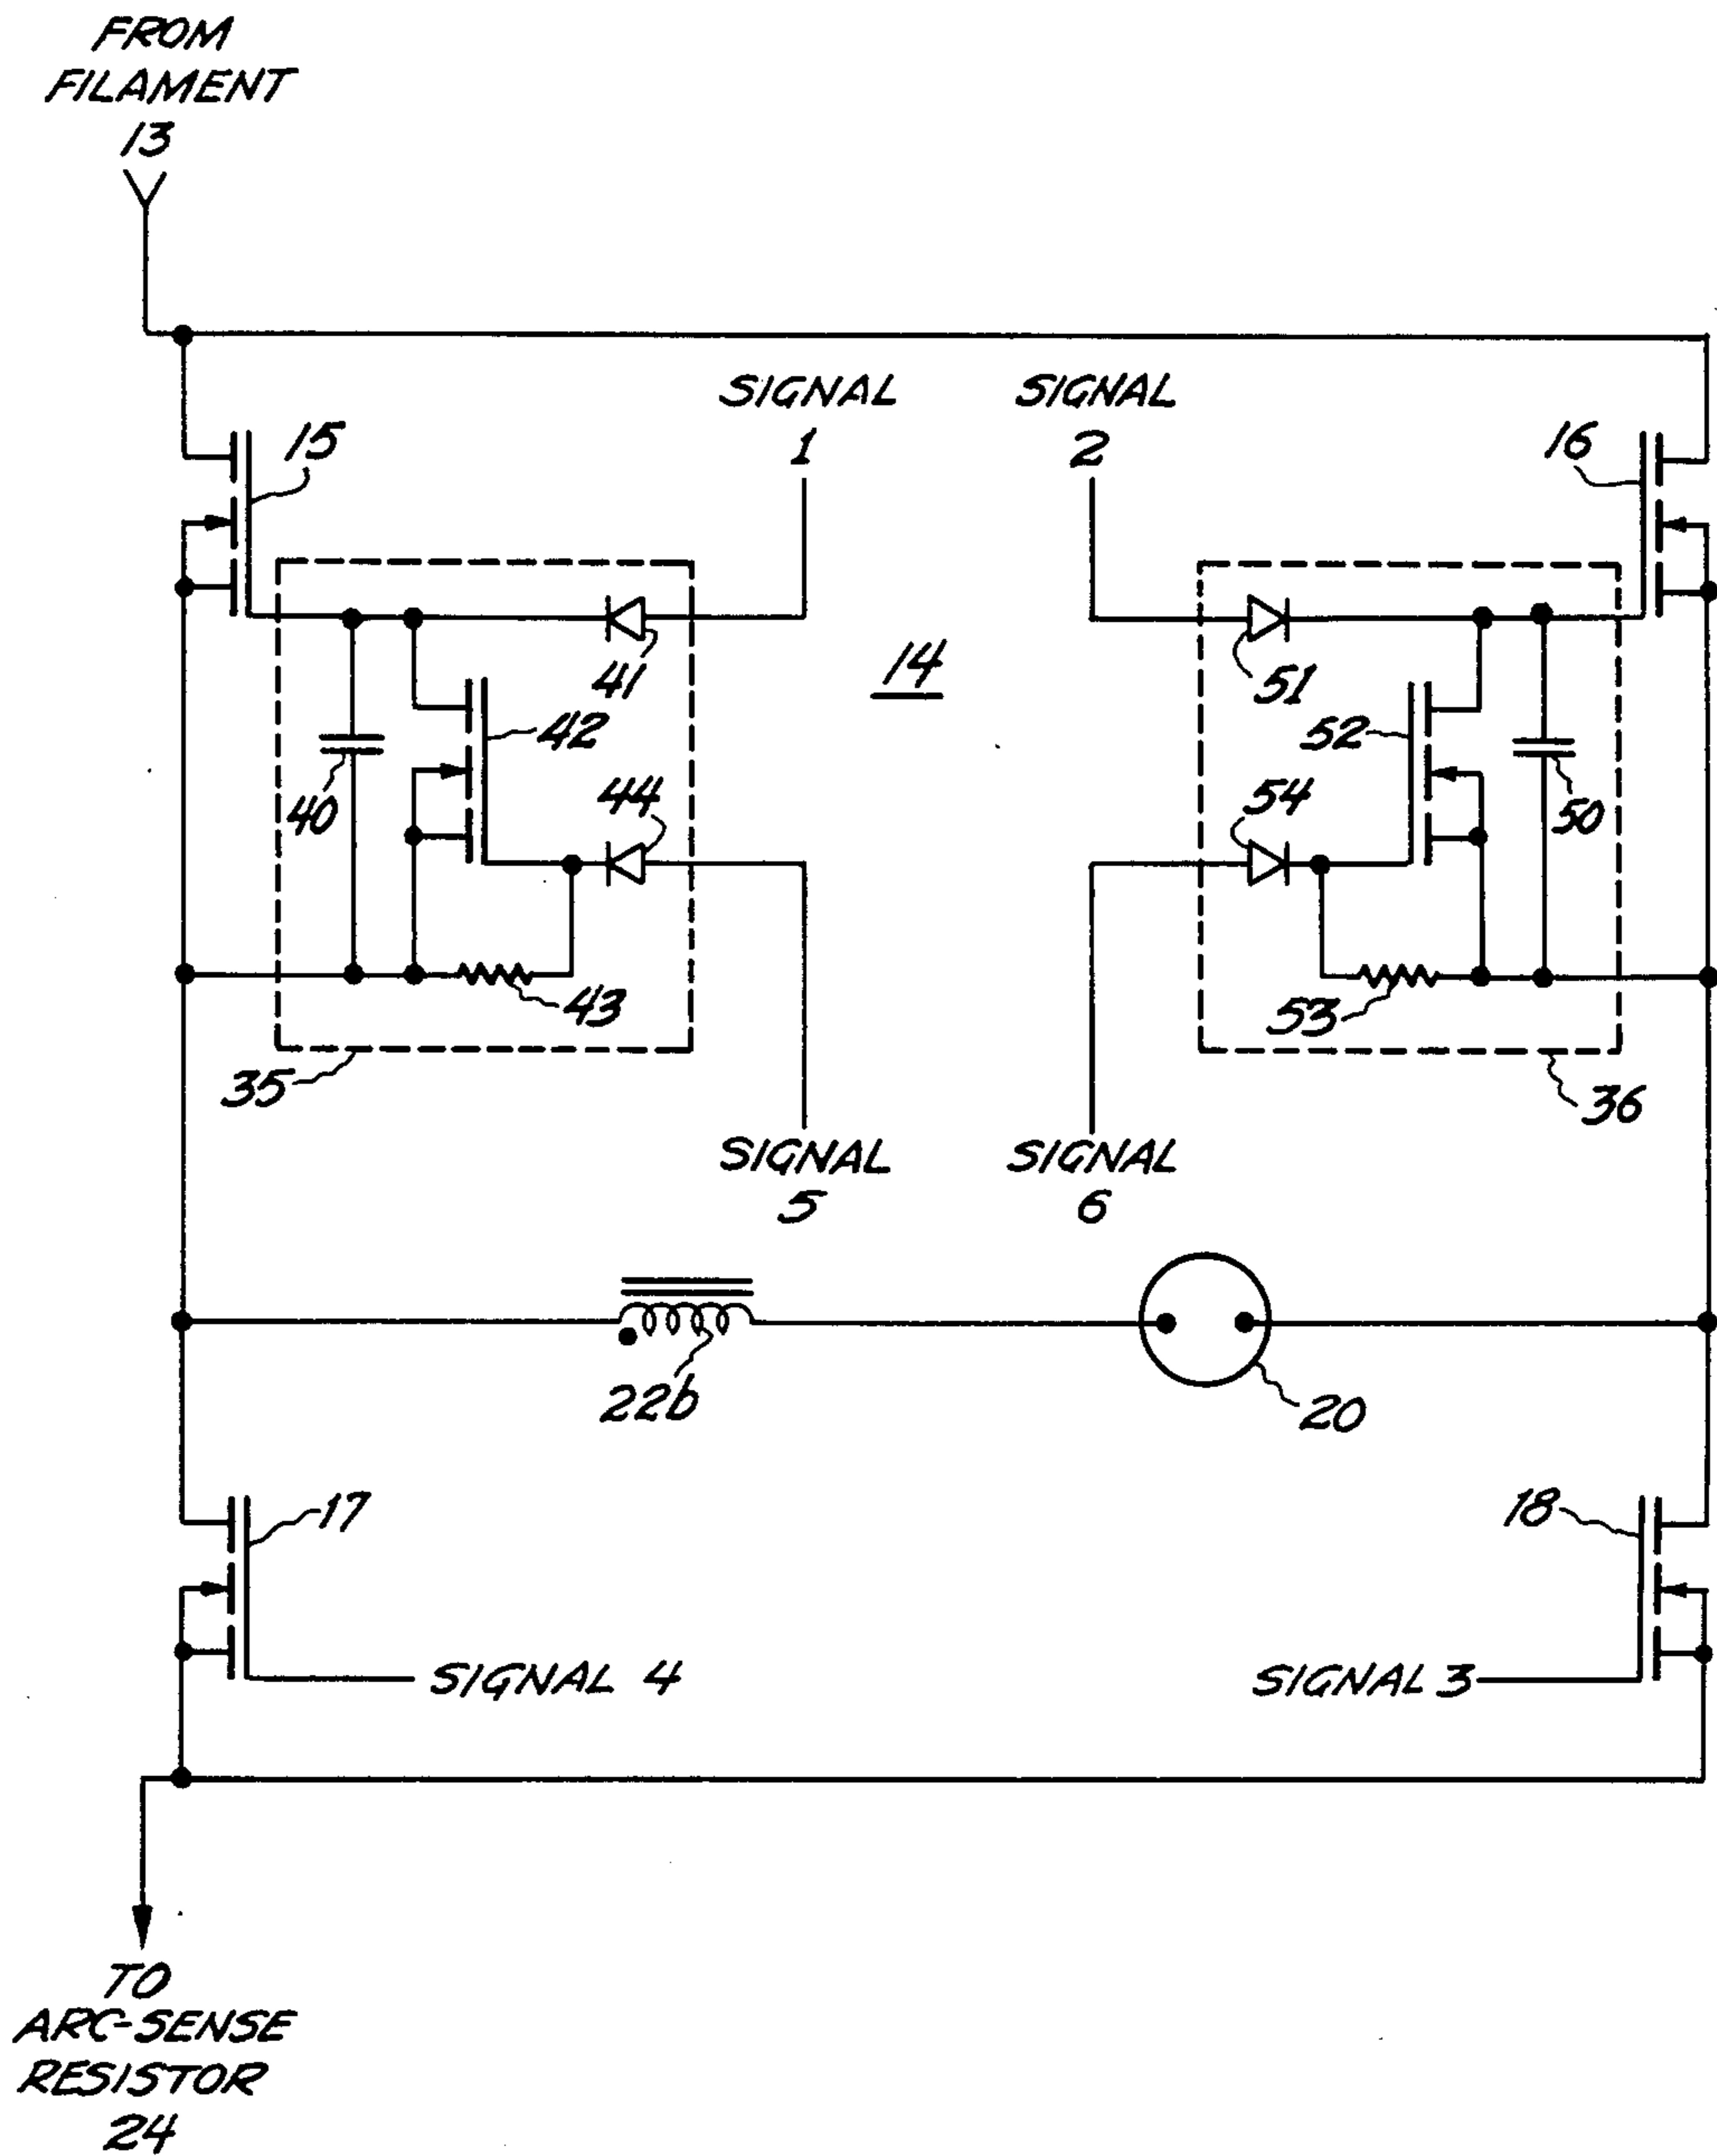 FROM
FILAMENT
13
SIGNAL
1
SIGNAL
2
15
16
41
14
51
42
52
40
44
54
50
43
53
35
36
SIGNAL
5
SIGNAL
6
22b
20
17
18
SIGNAL 4
SIGNAL 3
TO
ARC-SENSE
RESISTOR
24